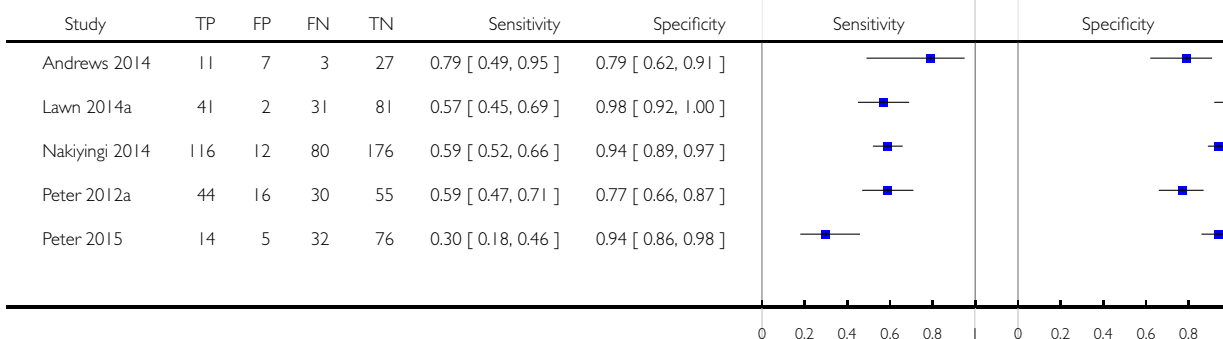 Study TP FP FN TN Sensitivity Specificity Sensitivity Specificity
Andrews 2014 11 7 3 27 0.79 [ 0.49, 0.95 ] 0.79 [ 0.62, 0.91 ]
Lawn 2014a 41 2 31 81 0.57 [ 0.45, 0.69 ] 0.98 [ 0.92, 1.00 ]
Nakiyingi 2014 116 12 80 176 0.59 [ 0.52, 0.66 ] 0.94 [ 0.89, 0.97 ]
Peter 2012a 44 16 30 55 0.59 [ 0.47, 0.71 ] 0.77 [ 0.66, 0.87 ]
Peter 2015 14 5 32 76 0.30 [ 0.18, 0.46 ] 0.94 [ 0.86, 0.98 ]
0 0.2 0.4 0.6 0.8 1 0 0.2 0.4 0.6 0.8